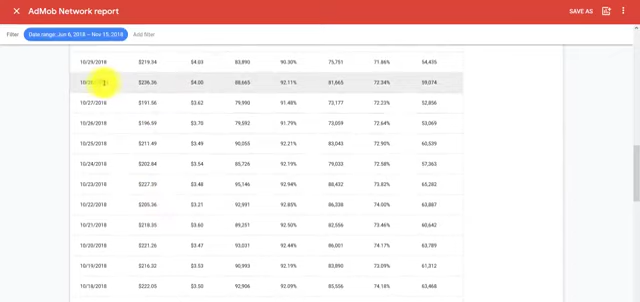 AdMob Network report SAVE AS
Filter Date range: Jun 6, 2018 – Nov 15, 2018 Add filter
10/29/2018 $219.34 $4.03 83,890 90.30% 75,751 71.86% 54,435
$236.36 $4.00 88,665 92.11% 81,665 72.34% 59,074
10/27/2018 $191.56 $3.62 79,990 91.48% 73,177 72.23% 52,856
10/26/2018 $196.59 $3.70 79,592 91.79% 73,059 72.64% 53,069
10/25/2018 $211.49 $3.49 90,055 92.21% 83,043 72.90% 60,539
10/24/2018 $202.84 $3.54 85,726 92.19% 79,033 72.58% 57,363
10/23/2018 $227.39 $3.48 95,146 92.94% 88,432 73.82% 65,282
10/22/2018 $205.36 $3.21 92,991 92.85% 86,338 74.00% 63,887
10/21/2018 $218.35 $3.60 89,251 92.50% 82,556 73.46% 60,642
10/20/2018 $221.26 $3.47 93,031 92.44% 86,001 74.17% 63,789
10/19/2018 $216.32 $3.53 90,993 92.19% 83,890 73.09% 61,312
10/18/2018 $222.05 $3.50 92,906 92.09% 85,556 74.18% 63,468